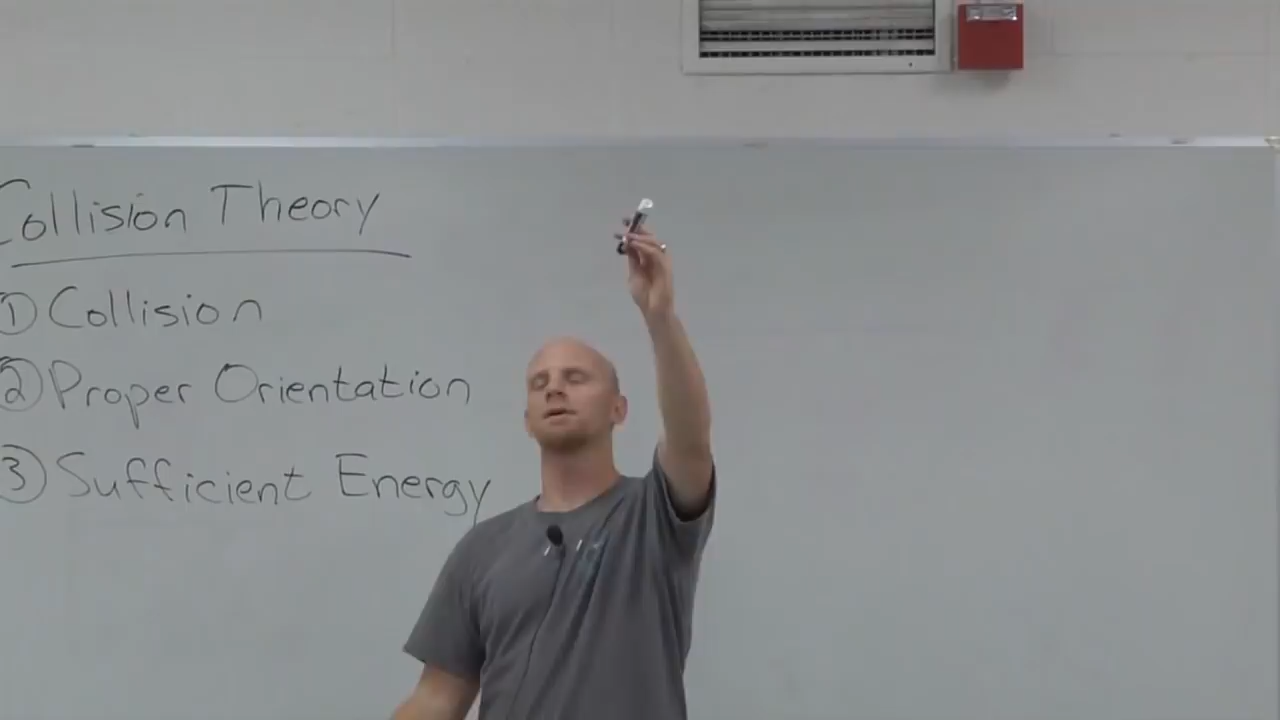 Collision Theory
① Collision
② Proper Orientation
③ Sufficient Energy